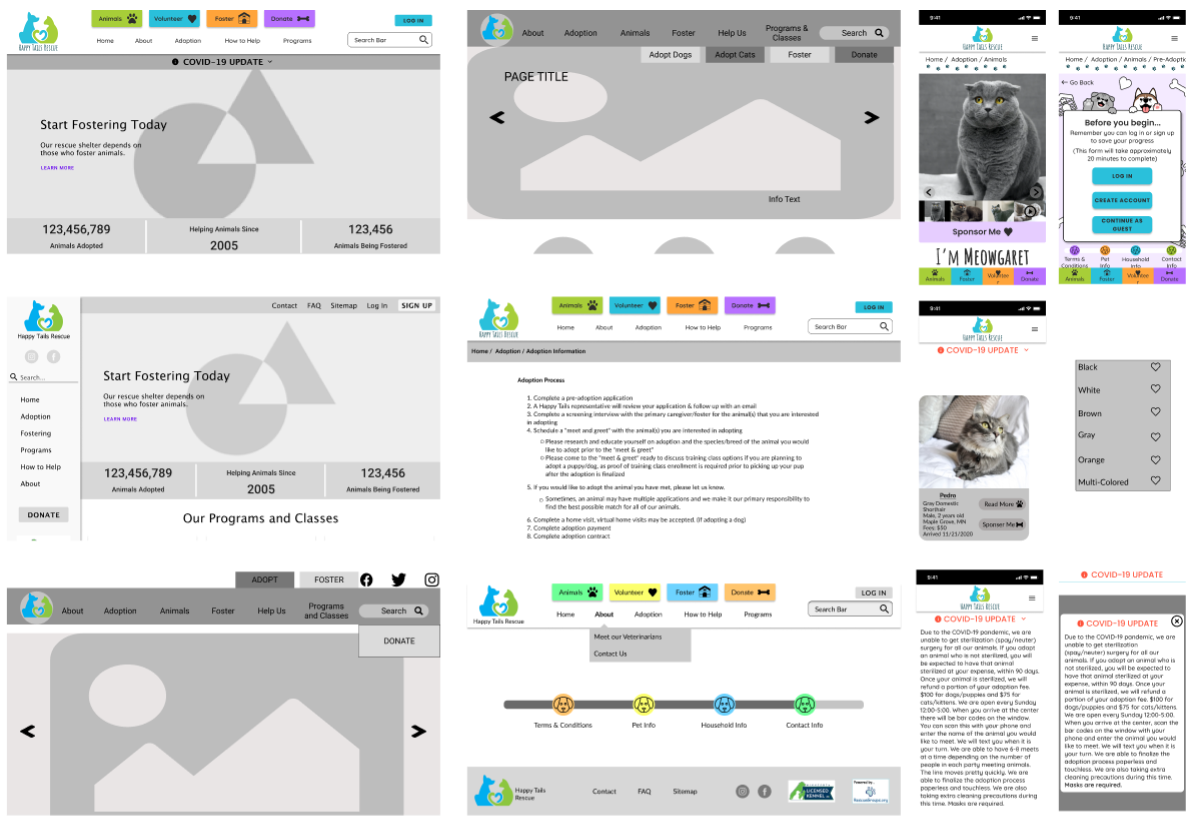 Animals
Volunteer
Foster
Donate
LOG IN
Home
About
Adoption
How to Help
Programs
Search Bar
HAPPY TAILS RESCUE
COVID-19 UPDATE
Start Fostering Today
Our rescue shelter depends on
those who foster animals.
LEARN MORE
123,456,789
Animals Adopted
Helping Animals Since
2005
123,456
Animals Being Fostered
About
Adoption
Animals
Foster
Help Us
Programs &
Classes
Search
Adopt Dogs
Adopt Cats
Foster
Donate
PAGE TITLE
Info Text
9:41
HAPPY TAILS RESCUE
Home / Adoption / Animals
Sponsor Me
I'M MEOWGARET
Animals
Foster
Voluntee
r
Donate
9:41
HAPPY TAILS RESCUE
Home / Adoption / Animals / Pre-Adoptio
Go Back
Before you begin...
Remember you can log in or sign up
to save your progress
(This form will take approximately
20 minutes to complete)
LOG IN
CREATE ACCOUNT
CONTINUE AS
GUEST
Terms &
Conditions
Pet
Info
Household
Info
Contact
Info
Animals
Foster
Voluntee
r
Donate
Happy Tails Rescue
Search...
Home
Adoption
Fostering
Programs
How to Help
About
DONATE
Contact
FAQ
Sitemap
Log In
SIGN UP
Start Fostering Today
Our rescue shelter depends on
those who foster animals.
LEARN MORE
123,456,789
Animals Adopted
Helping Animals Since
2005
123,456
Animals Being Fostered
Our Programs and Classes
Animals
Volunteer
Foster
Donate
LOG IN
HAPPY TAILS RESCUE
Home
About
Adoption
How to Help
Programs
Search Bar
Home / Adoption / Adoption Information
Adoption Process
1. Complete a pre-adoption application
2. A Happy Tails representative will review your application & follow-up with an email
3. Complete a screening interview with the primary caregiver/foster for the animal(s) that you are interested
in adopting
4. Schedule a "meet and greet" with the animal(s) you are interested in adopting
Please research and educate yourself on adoption and the species/breed of the animal you would
like to adopt prior to the "meet & greet"
Please come to the "meet & greet" ready to discuss training class options if you are planning to
adopt a puppy/dog, as proof of training class enrollment is required prior to picking up your pup
after the adoption is finalized
5. If you would like to adopt the animal you have met, please let us know.
Sometimes, an animal may have multiple applications and we make it our primary responsibility to
find the best possible match for all of our animals.
6. Complete a home visit, virtual home visits may be accepted. (If adopting a dog)
7. Complete adoption payment
8. Complete adoption contract
9:41
HAPPY TAILS RESCUE
COVID-19 UPDATE
Pedro
Gray Domestic
Shorthair
Male, 2 years old
Maple Grove, MN
Fees: $50
Arrived 11/21/2020
Read More
Sponsor Me
Black
White
Brown
Gray
Orange
Multi-Colored
ADOPT
FOSTER
About
Adoption
Animals
Foster
Help Us
Programs
and Classes
Search
DONATE
Animals
Volunteer
Foster
Donate
LOG IN
Happy Tails Rescue
Home
About
Adoption
How to Help
Programs
Search Bar
Meet our Veterinarians
Contact Us
Terms & Conditions
Pet Info
Household Info
Contact Info
Happy Tails
Rescue
Contact
FAQ
Sitemap
LICENSED
KENNEL
Powered by...
RescueGroups.org
9:41
HAPPY TAILS RESCUE
COVID-19 UPDATE
Due to the COVID-19 pandemic, we are
unable to get sterilization (spay/neuter)
surgery for all our animals. If you adopt
an animal who is not sterilized, you will
be expected to have that animal
sterilized at your expense, within 90
days. Once your animal is sterilized, we will
refund a portion of your adoption fee.
$100 for dogs/puppies and $75 for
cats/kittens. We are open every Sunday
12:00-5:00. When you arrive at the center
there will be bar codes on the window.
You can scan this with your phone and
enter the name of the animal you would
like to meet. We will text you when it is
your turn. We are able to have 6-8 meets
at a time depending on the number of
people in each party meeting animals.
The line moves pretty quickly. We are
able to finalize the adoption process
paperless and touchless. We are also
taking extra cleaning precautions during
this time. Masks are required.
COVID-19 UPDATE
COVID-19 UPDATE
Due to the COVID-19 pandemic, we are
unable to get sterilization
(spay/neuter) surgery for all our
animals. If you adopt an animal who is
not sterilized, you will be expected to
have that animal sterilized at your
expense, within 90 days. Once your
animal is sterilized, we will refund a
portion of your adoption fee. $100 for
dogs/puppies and $75 for cats/kittens.
We are open every Sunday 12:00-5:00.
When you arrive at the center, scan the
bar codes on the window with your
phone and enter the animal you would
like to meet. We will text you when it is
your turn. We are able to finalize the
adoption process paperless and
touchless. We are also taking extra
cleaning precautions during this time.
Masks are required.